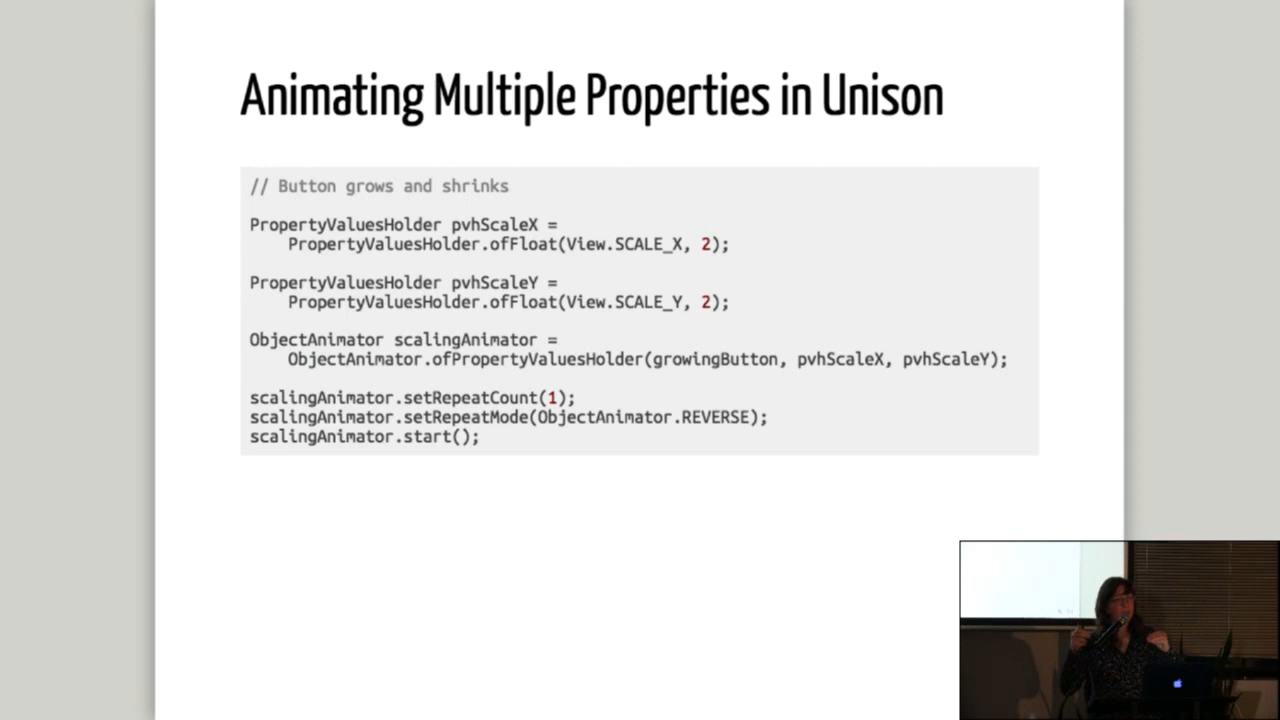 Animating Multiple Properties in Unison
// Button grows and shrinks
PropertyValuesHolder pvhScaleX =
PropertyValuesHolder.ofFloat(View.SCALE_X, 2);
PropertyValuesHolder pvhScaleY =
PropertyValuesHolder.ofFloat(View.SCALE_Y, 2);
ObjectAnimator scalingAnimator =
ObjectAnimator.ofPropertyValuesHolder(growingButton, pvhScaleX, pvhScaleY);
scalingAnimator.setRepeatCount(1);
scalingAnimator.setRepeatMode(ObjectAnimator.REVERSE);
scalingAnimator.start();